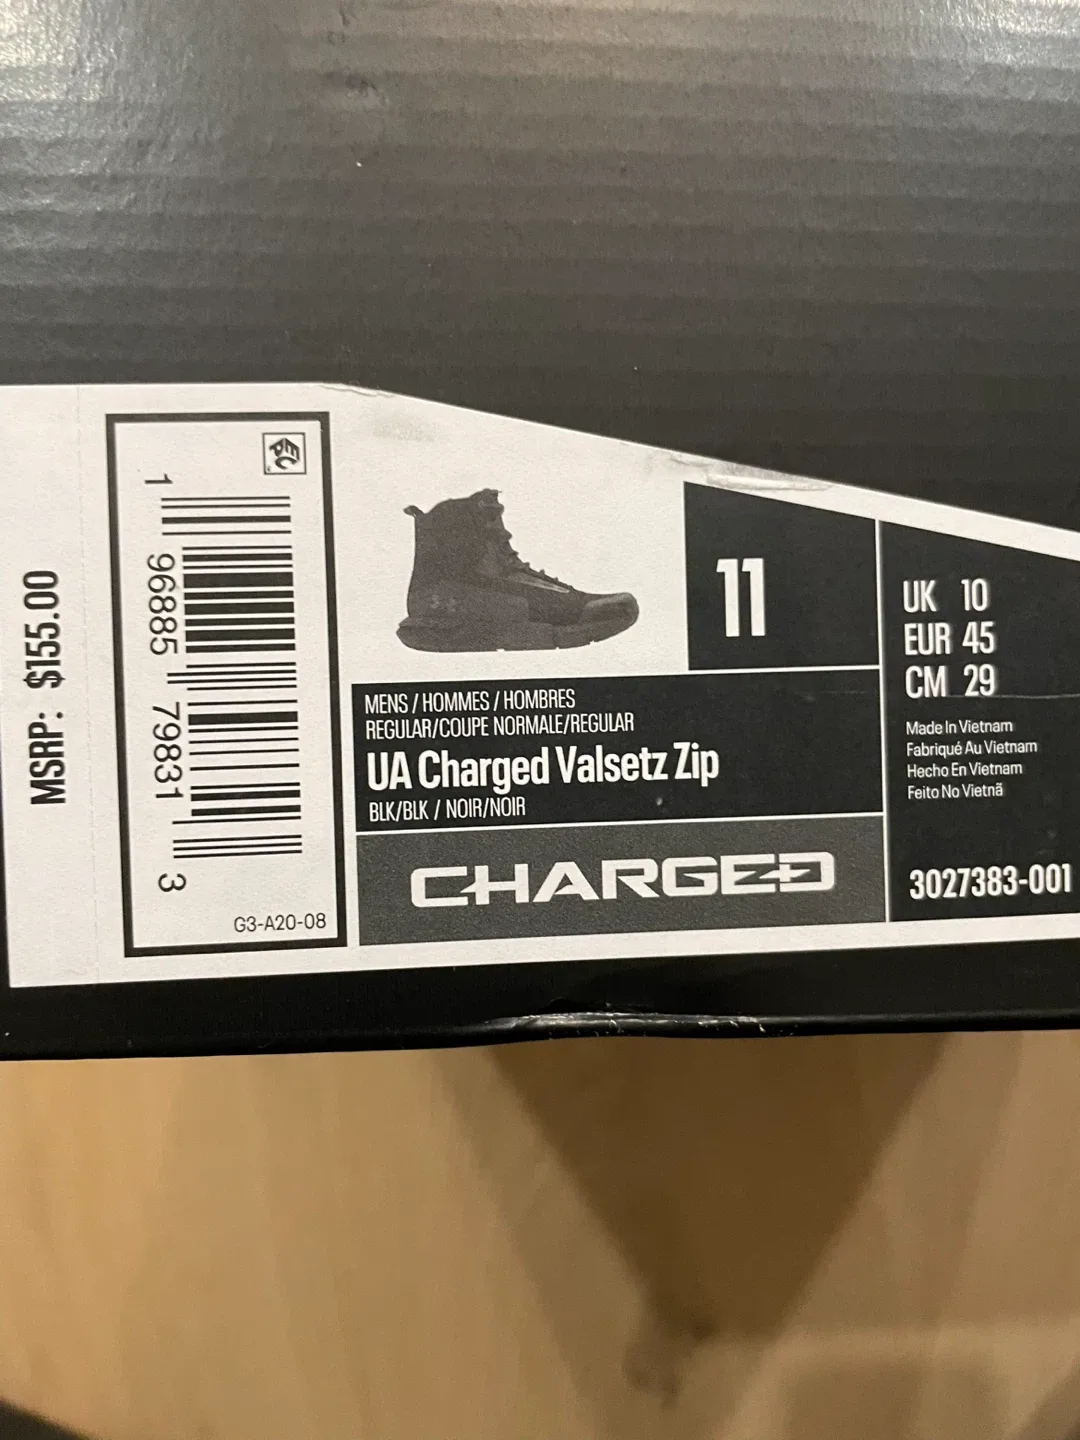 MSRP: $155.00
1 96885 79831 3
G3-A20-08
11
UK 10
EUR 45
CM 29
Made In Vietnam
Fabriqué Au Vietnam
Hecho En Vietnam
Feito No Vietnã
3027383-001
MENS / HOMMES / HOMBRES
REGULAR/COUPE NORMALE/REGULAR
UA Charged Valsetz Zip
BLK/BLK / NOIR/NOIR
CHARGED